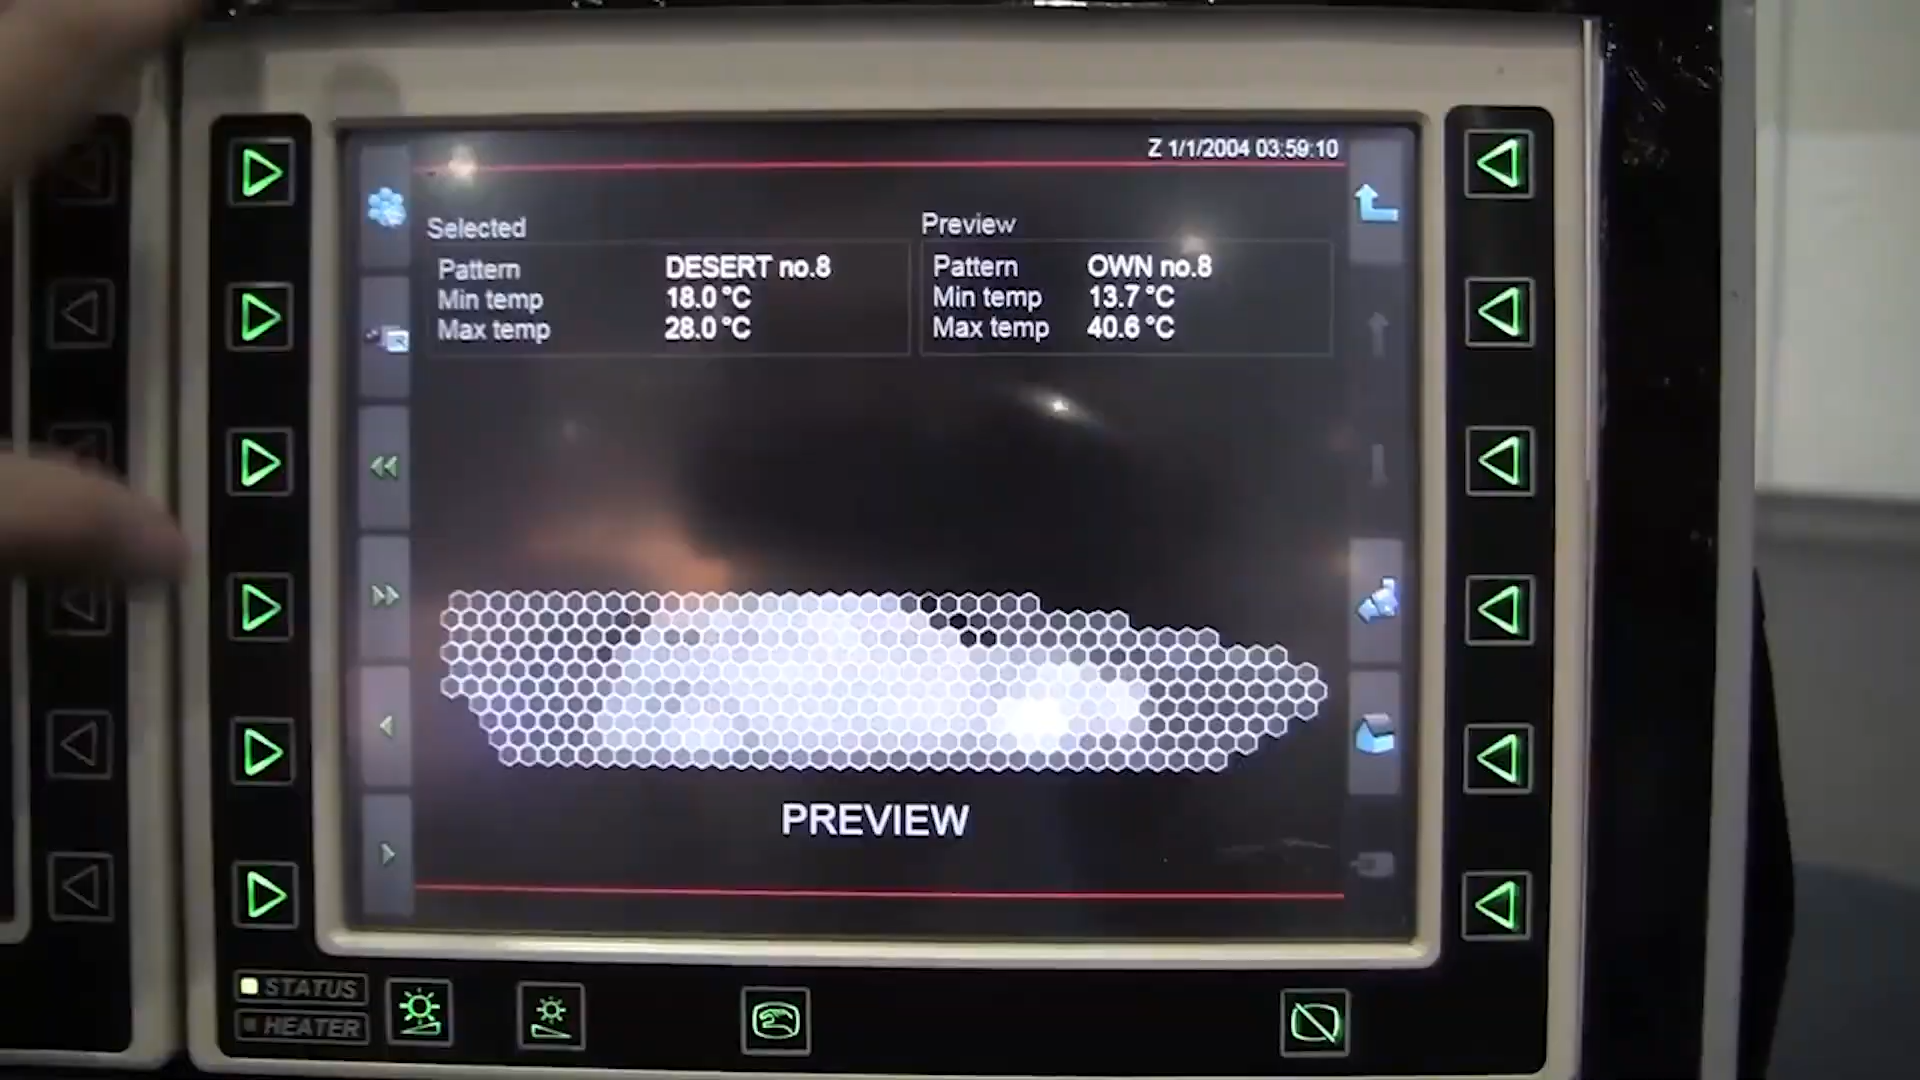 Z 1/1/2004 03:59:10
Selected
Pattern DESERT no.8
Min temp 18.0 °C
Max temp 28.0 °C
Preview
Pattern OWN no.8
Min temp 13.7 °C
Max temp 40.6 °C
PREVIEW
STATUS
HEATER